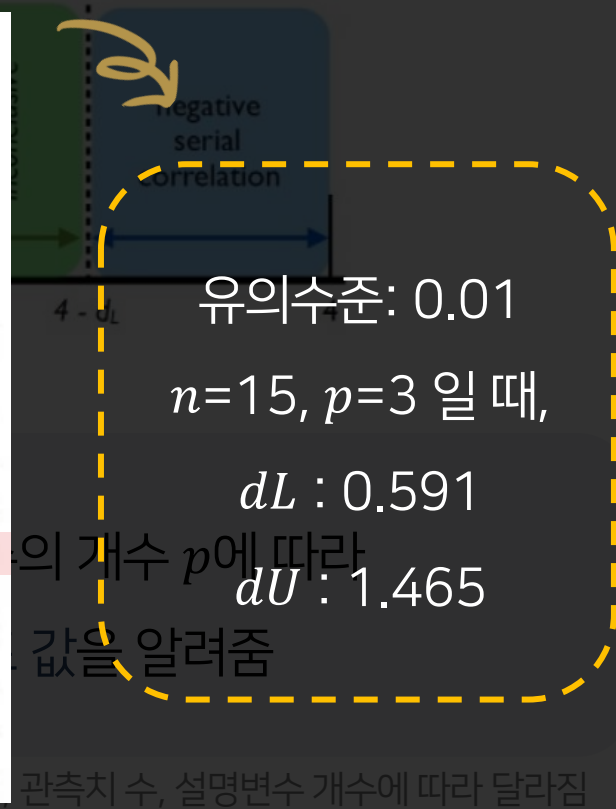 negative
serial
correlation
4 - dL
4
유의수준: 0.01
n=15, p=3 일 때,
dL : 0.591
dU : 1.465
의 개수 p에 따라
값을 알려줌
관측치 수, 설명변수 개수에 따라 달라짐